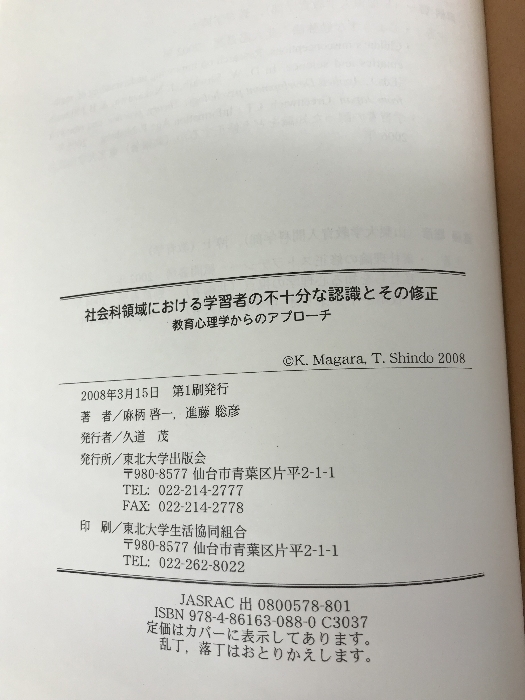 社会科領域における学習者の不十分な認識とその修正
教育心理学からのアプローチ
©K. Magara, T. Shindo 2008
2008年3月15日 第1刷発行
著 者／麻柄 啓一, 進藤 聡彦
発行者／久道 茂
発行所／東北大学出版会
〒980-8577 仙台市青葉区片平2-1-1
TEL: 022-214-2777
FAX: 022-214-2778
印 刷／東北大学生活協同組合
〒980-8577 仙台市青葉区片平2-1-1
TEL: 022-262-8022
JASRAC 出 0800578-801
ISBN 978-4-86163-088-0 C3037
定価はカバーに表示してあります。
乱丁, 落丁はおとりかえします。